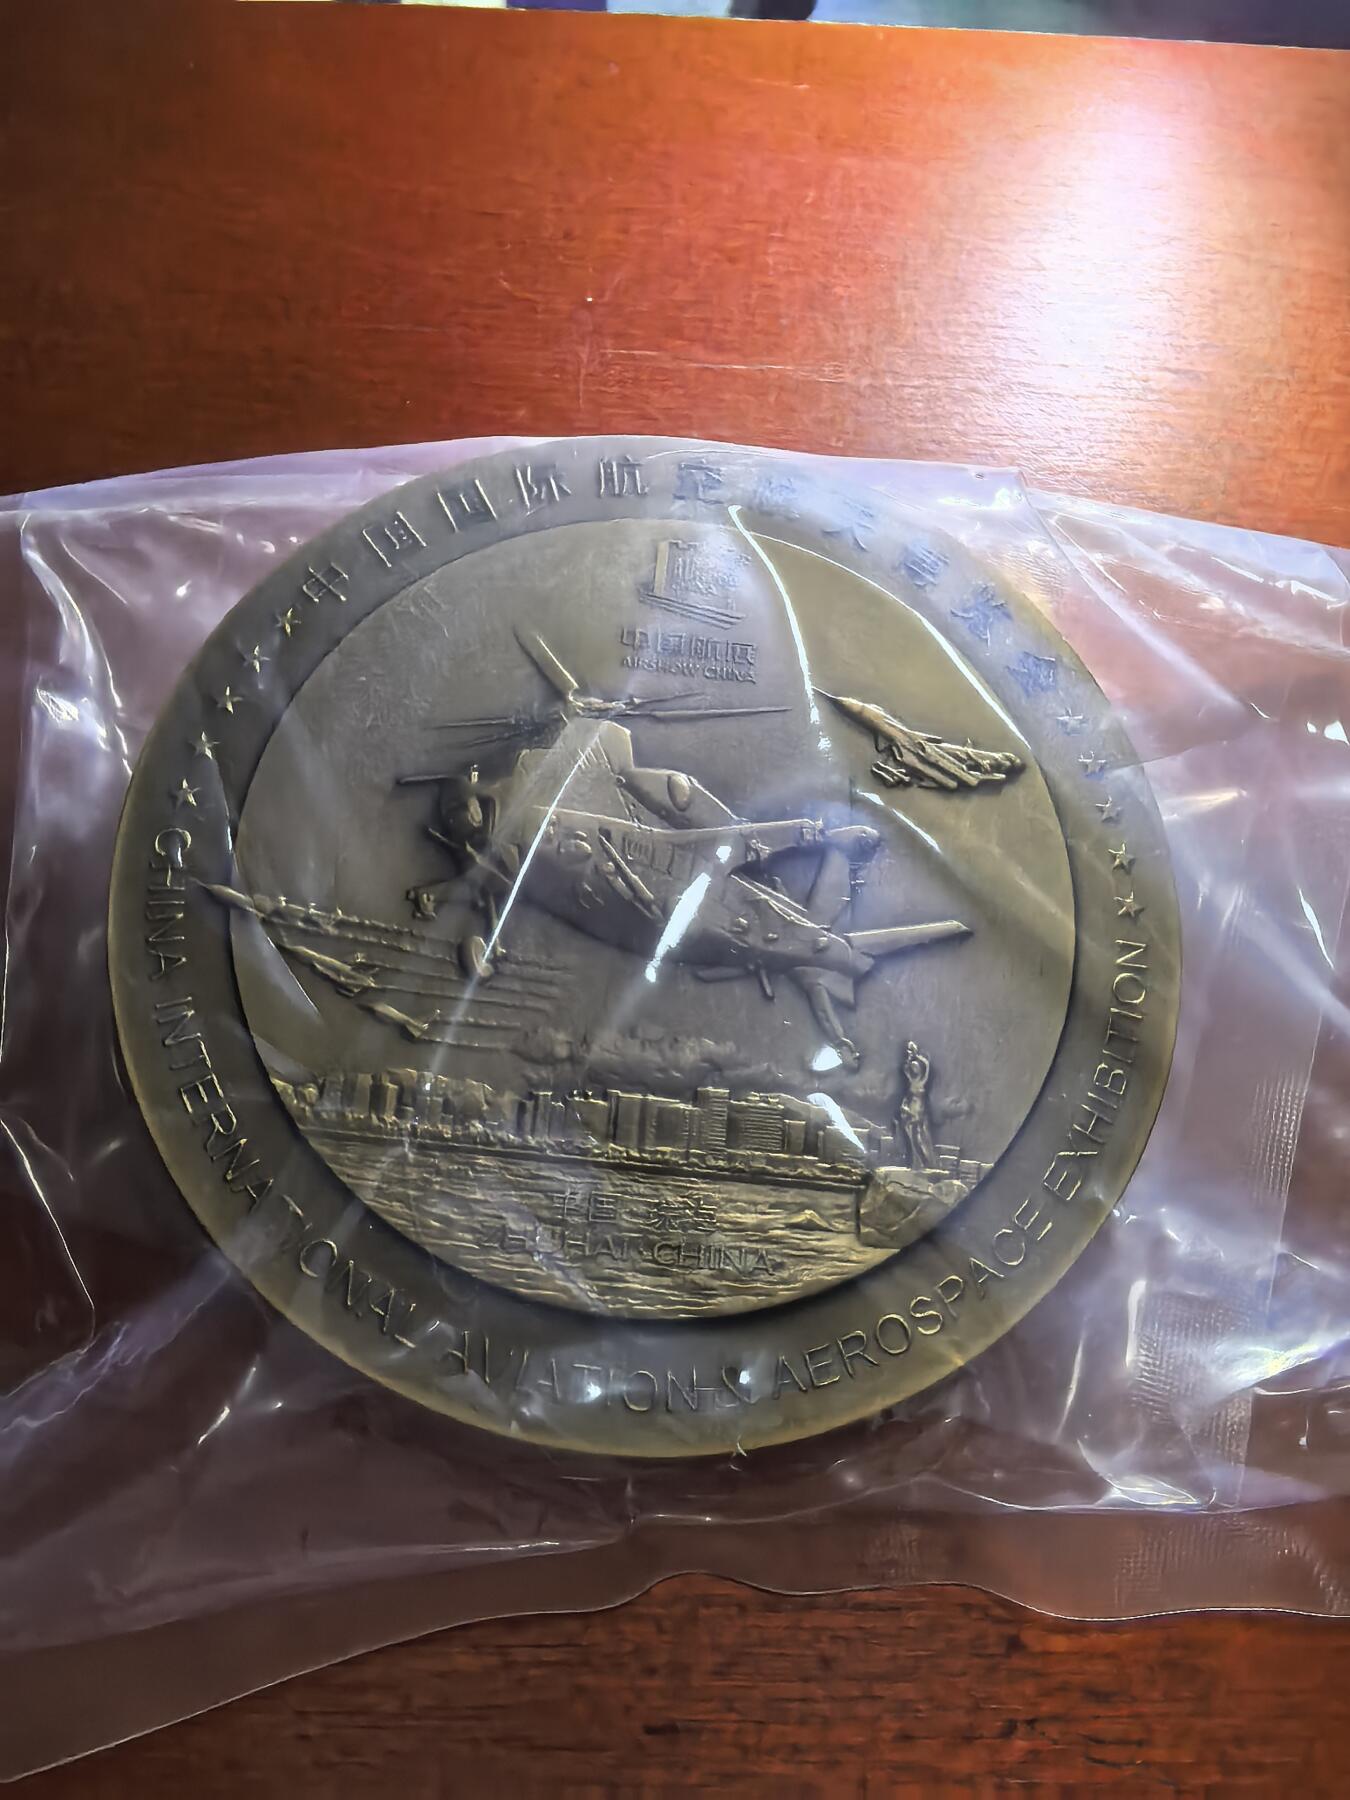 中国国际航空航天博览会
中国航展
AIRSHOW CHINA
中国·珠海
ZHUHAI·CHINA
CHINA INTERNATIONAL AVIATION & AEROSPACE EXHIBITION